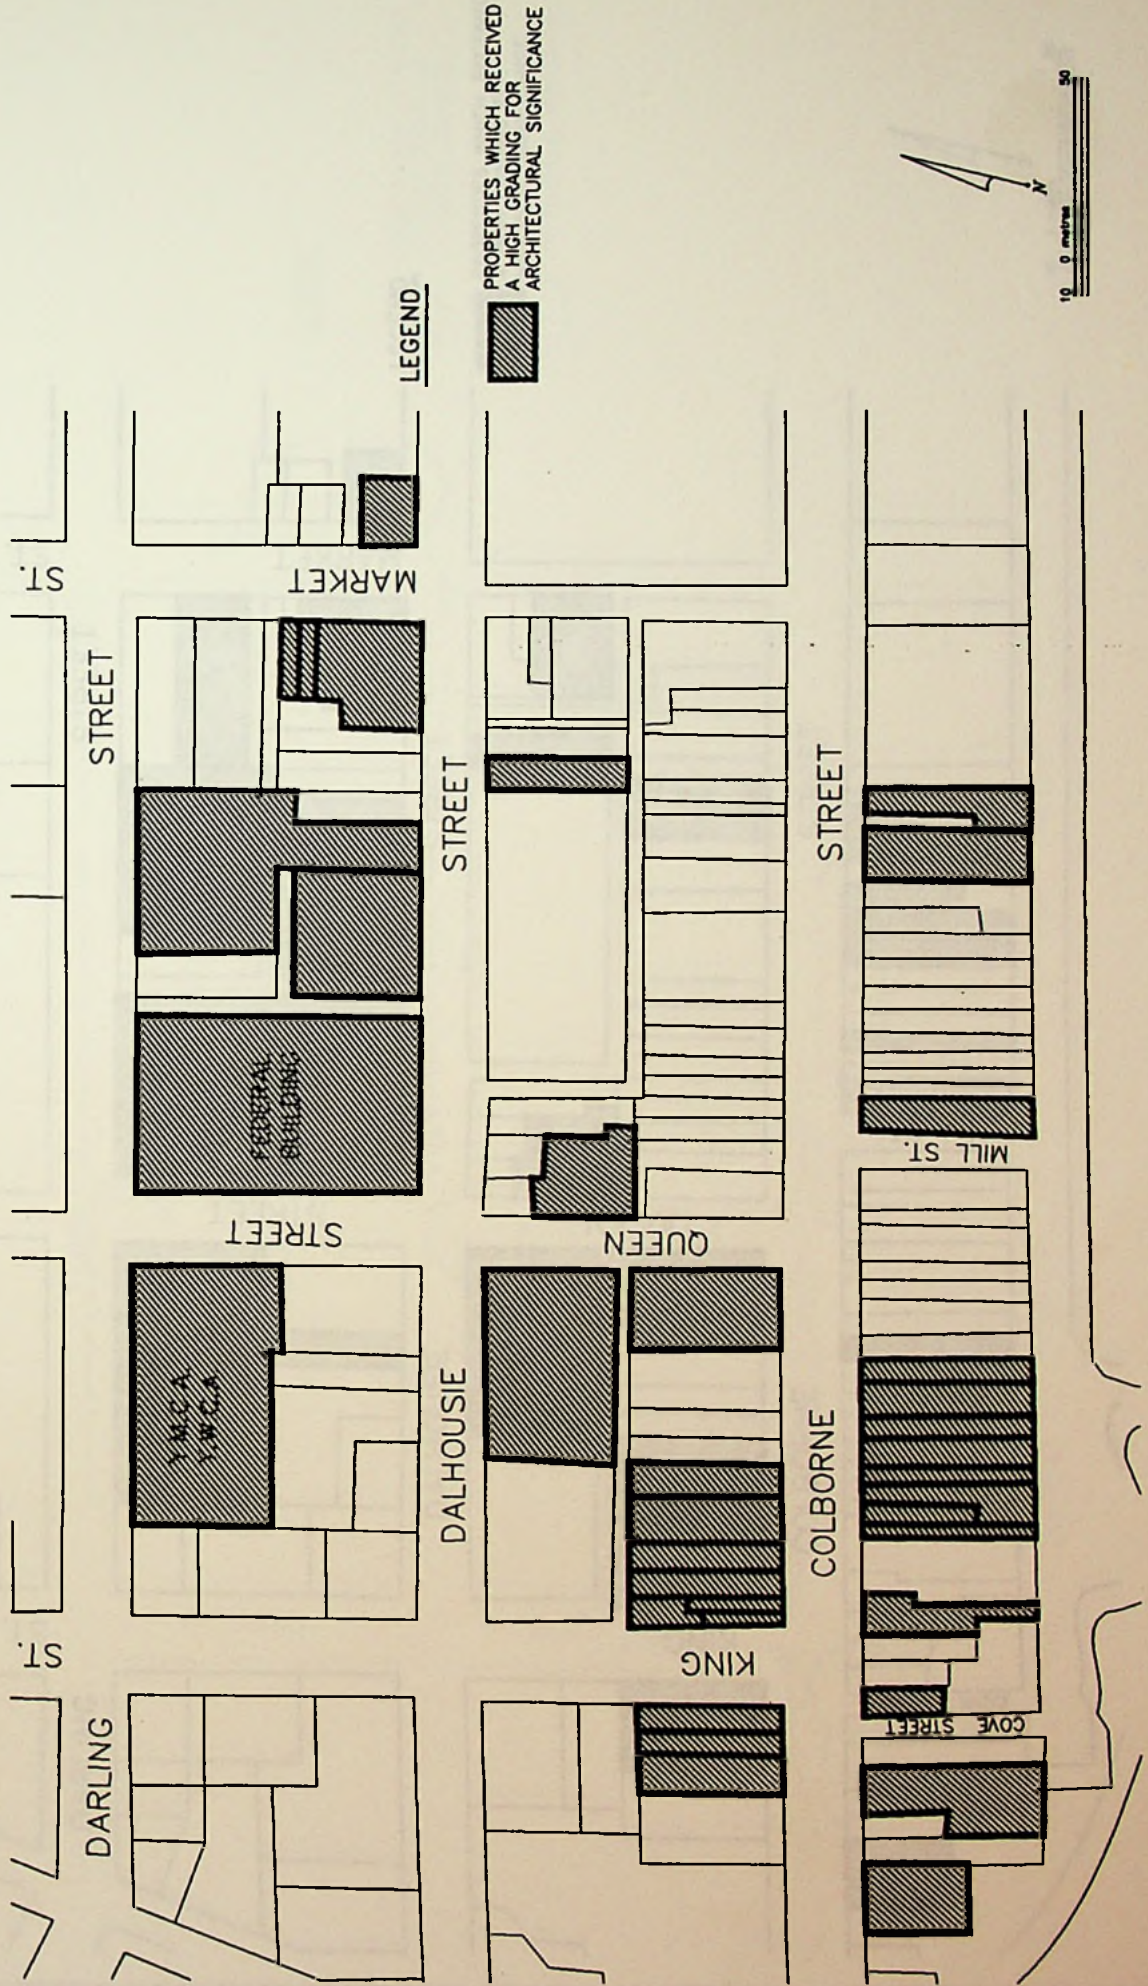 DARLING STREET
ST.
ST.
DALHOUSIE STREET
COLBORNE STREET
KING
QUEEN
STREET
MARKET
COVE STREET
MILL ST.
Y.M.C.A.
Y.W.C.A
FEDERAL
BUILDING
LEGEND
PROPERTIES WHICH RECEIVED
A HIGH GRADING FOR
ARCHITECTURAL SIGNIFICANCE
N
10 0 metres 50